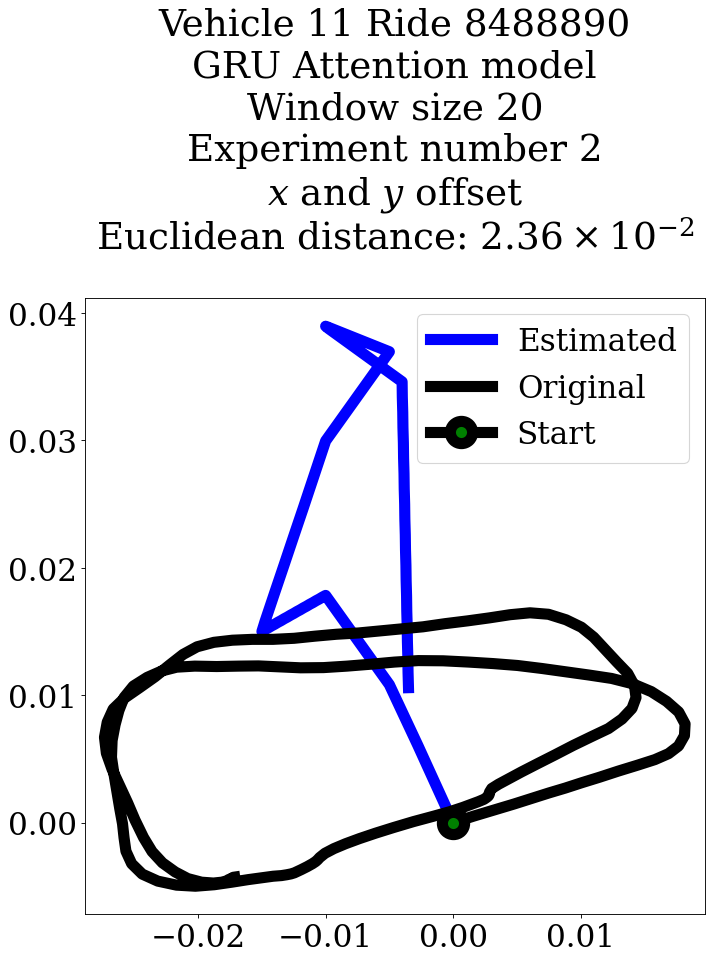 Vehicle 11 Ride 8488890
GRU Attention model
Window size 20
Experiment number 2
x and y offset
Euclidean distance: 2.36 × 10⁻²
0.04
0.03
0.02
0.01
0.00
Estimated
Original
Start
−0.02
−0.01
0.00
0.01